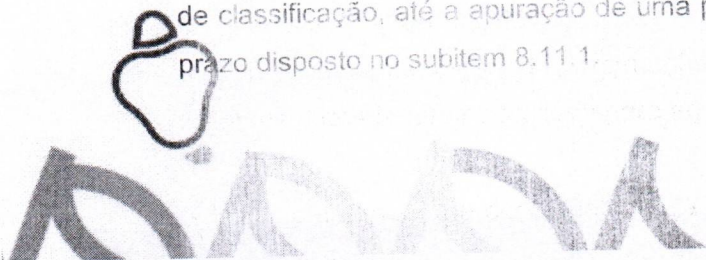 de classificação, até a apuração de uma
prazo disposto no subitem 8.11.1.